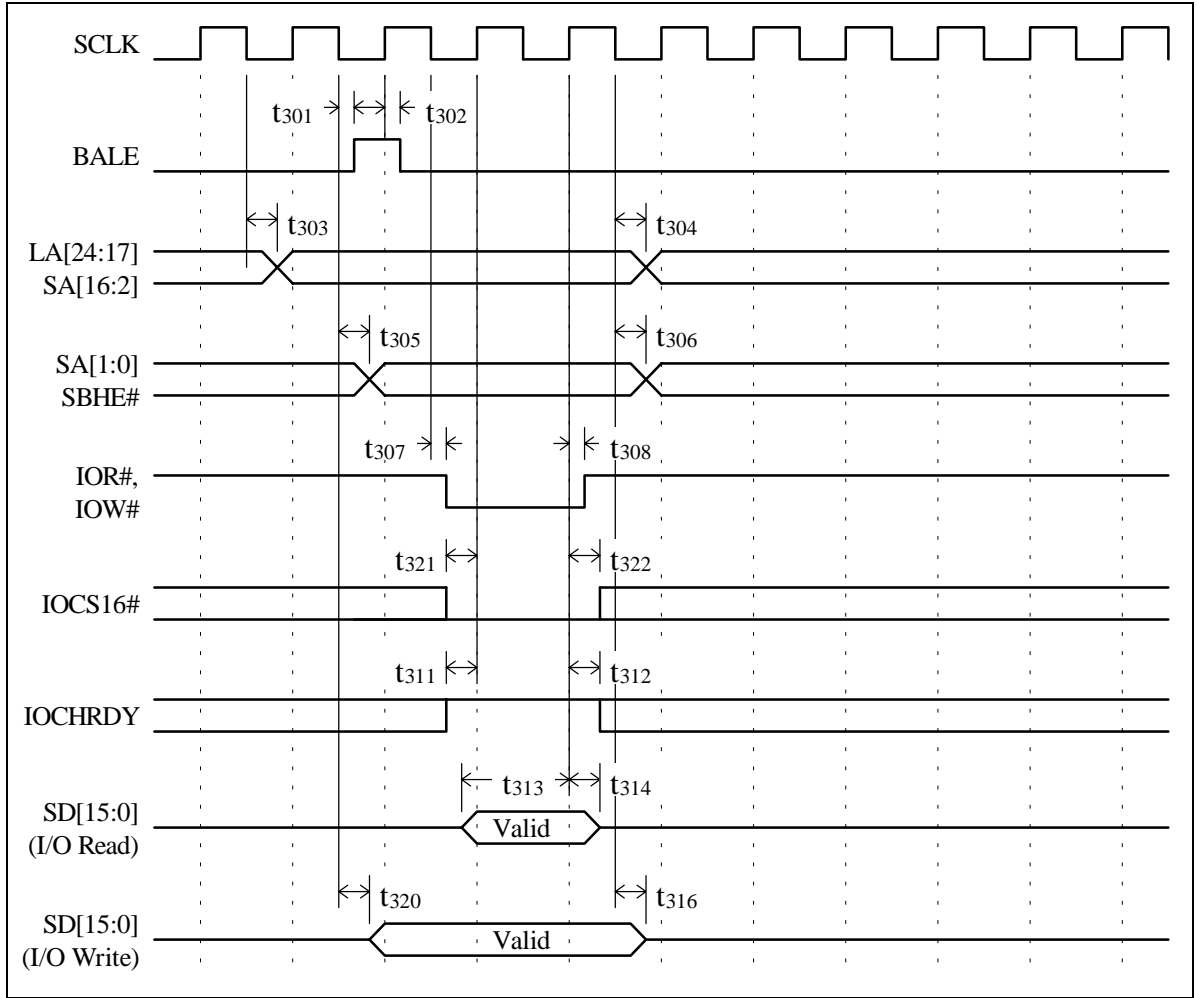 SCLK
t301
t302
BALE
t303
t304
LA[24:17]
SA[16:2]
t305
t306
SA[1:0]
SBHE#
t307
t308
IOR#,
IOW#
t321
t322
IOCS16#
t311
t312
IOCHRDY
t313
t314
SD[15:0]
Valid
(I/O Read)
t320
t316
SD[15:0]
Valid
(I/O Write)